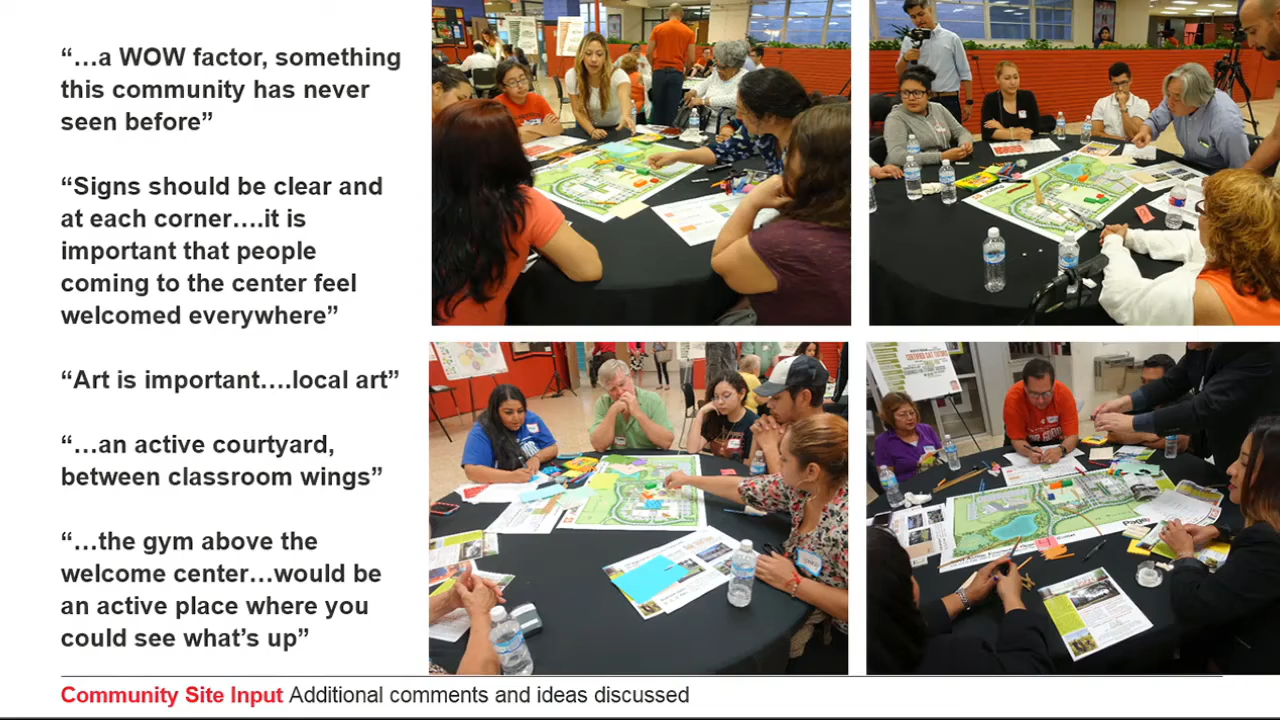 “…a WOW factor, something
this community has never
seen before”
“Signs should be clear and
at each corner….it is
important that people
coming to the center feel
welcomed everywhere”
“Art is important….local art”
“…an active courtyard,
between classroom wings”
“…the gym above the
welcome center…would be
an active place where you
could see what’s up”
Community Site Input Additional comments and ideas discussed